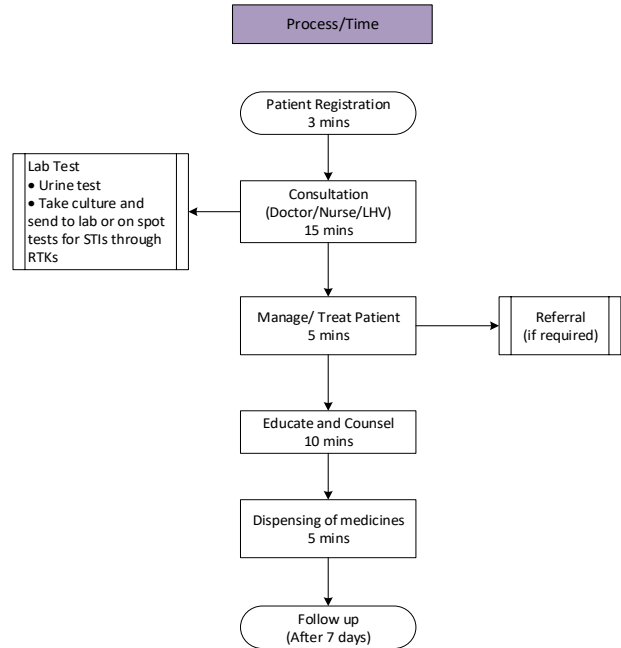 Process/Time
Patient Registration
3 mins
Lab Test
● Urine test
● Take culture and
send to lab or on spot
tests for STIs through
RTKs
Consultation
(Doctor/Nurse/LHV)
15 mins
Manage/ Treat Patient
5 mins
Referral
(if required)
Educate and Counsel
10 mins
Dispensing of medicines
5 mins
Follow up
(After 7 days)